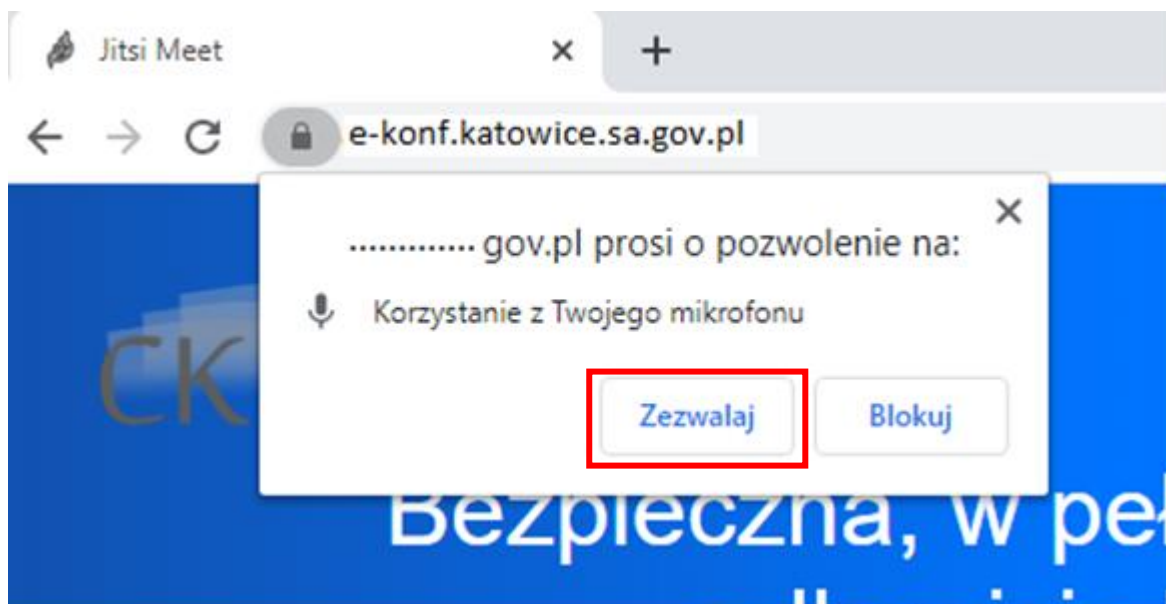 Jitsi Meet
e-konf.katowice.sa.gov.pl
............. gov.pl prosi o pozwolenie na:
Korzystanie z Twojego mikrofonu
Zezwalaj Blokuj
CK
Bezpieczna, w peł